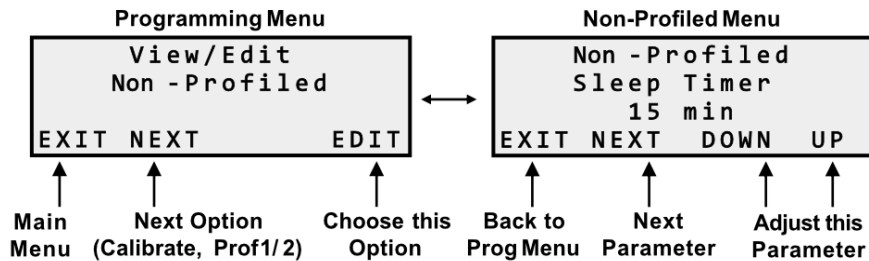 Programming Menu
View/Edit
Non -Profiled
EXIT NEXT EDIT
Main Menu
Next Option
(Calibrate, Prof1/2)
Choose this
Option
Non-Profiled Menu
Non -Profiled
Sleep Timer
15 min
EXIT NEXT DOWN UP
Back to
Prog Menu
Next
Parameter
Adjust this
Parameter